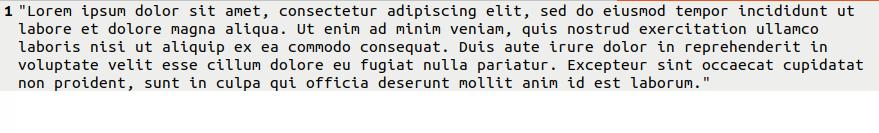 1 "Lorem ipsum dolor sit amet, consectetur adipiscing elit, sed do eiusmod tempor incididunt ut
labore et dolore magna aliqua. Ut enim ad minim veniam, quis nostrud exercitation ullamco
laboris nisi ut aliquip ex ea commodo consequat. Duis aute irure dolor in reprehenderit in
voluptate velit esse cillum dolore eu fugiat nulla pariatur. Excepteur sint occaecat cupidatat
non proident, sunt in culpa qui officia deserunt mollit anim id est laborum."